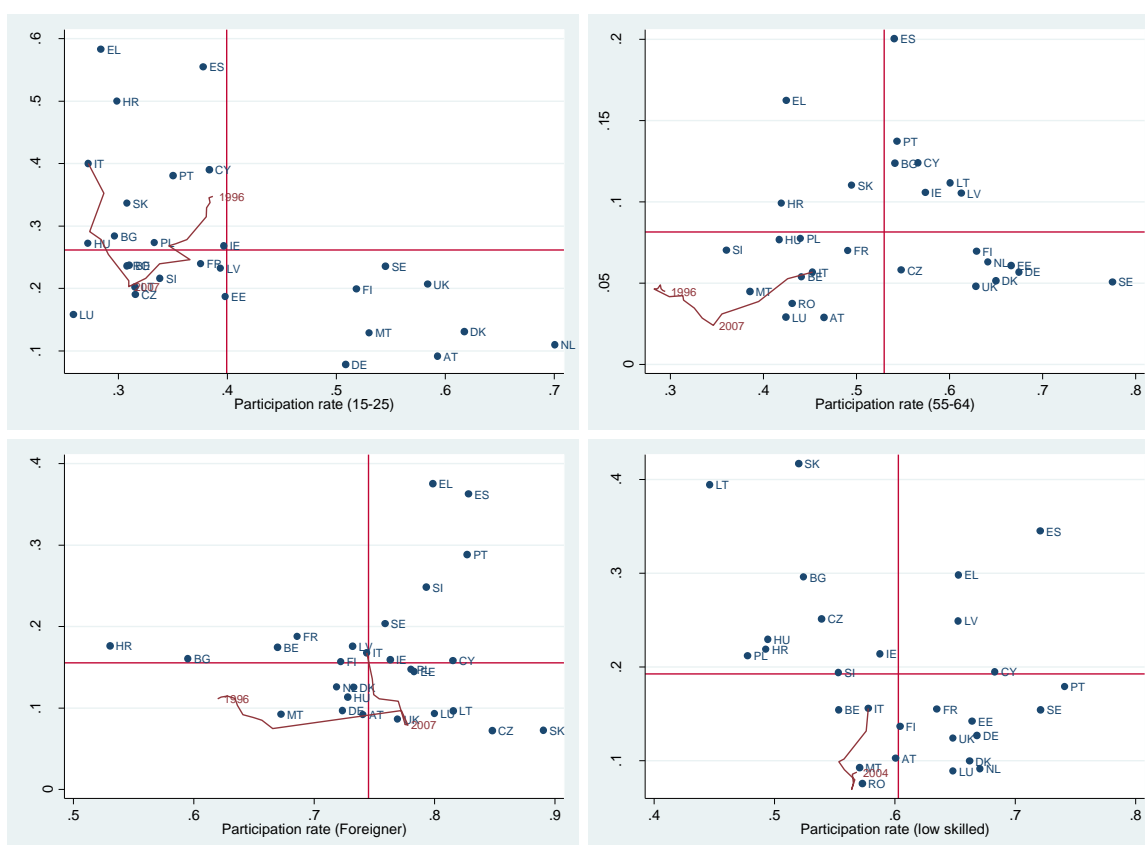 .6
EL
ES
.5
HR
.4
IT
CY
PT
SK
1996
.3
BG
HU
PL
IE
FR
LV
SE
BE
SI
.2
2007
CZ
EE
FI
UK
LU
MT
DK
NL
AT
.1
DE
.3
.4
.5
.6
.7
Participation rate (15-25)
.2
ES
EL
.15
PT
BG
CY
SK
LT
IE
LV
.1
HR
HU
PL
SI
FR
FI
NL
EE
DE
CZ
IT
BE
.05
1996
LT
DK
UK
SE
RO
LU
AT
2007
0
.3
.4
.5
.6
.7
.8
Participation rate (55-64)
.4
EL
ES
.3
PT
SI
.2
SE
FR
HR
BE
LV
IT
BG
FI
IE
CY
PL
EE
NL
DK
HU
1996
.1
MT
DE
AT
LU
LT
UK
2007
CZ
SK
0
.5
.6
.7
.8
.9
Participation rate (Foreigner)
SK
.4
LT
ES
.3
BG
EL
CZ
LV
HU
HR
PL
IE
.2
SI
CY
PT
BE
IT
FR
SE
FI
EE
UK
DE
.1
AT
DK
MT
2004
LU
NL
RO
.4
.5
.6
.7
.8
Participation rate (low skilled)